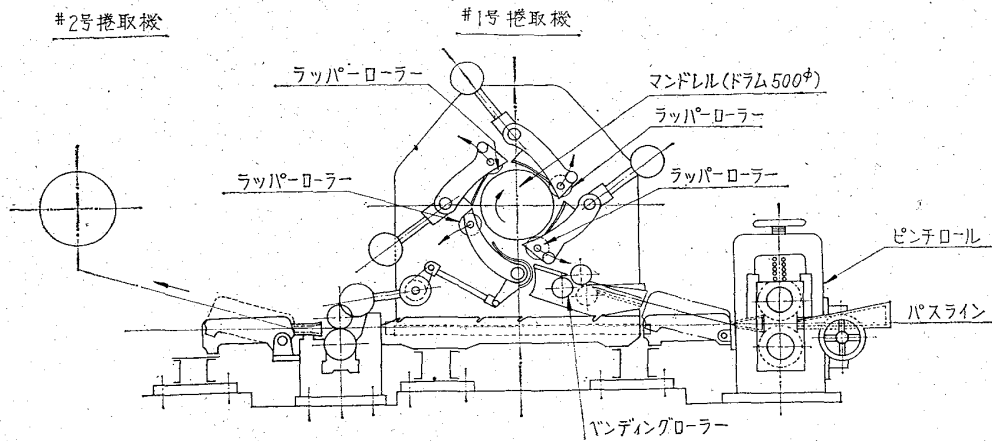 #2号捲取機
#1号捲取機
ラッパーローラー
マンドレル(ドラム500φ)
ラッパーローラー
ラッパーローラー
ラッパーローラー
ピンチロール
パスライン
ベンディングローラー